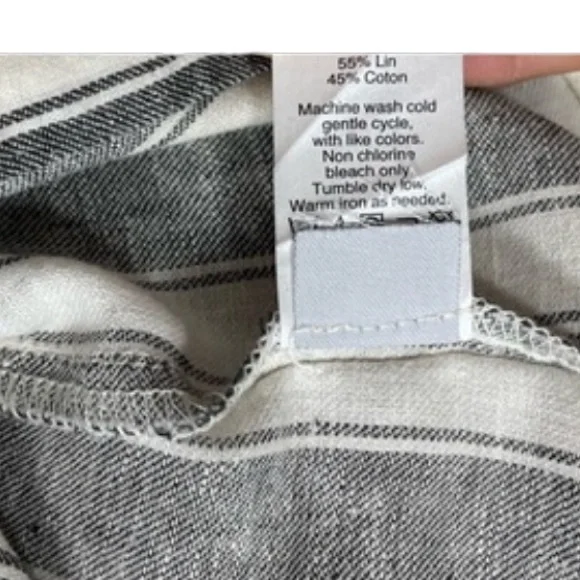 55% Lin
45% Coton
Machine wash cold
gentle cycle,
with like colors.
Non chlorine
bleach only.
Tumble dry low.
Warm iron as needed.